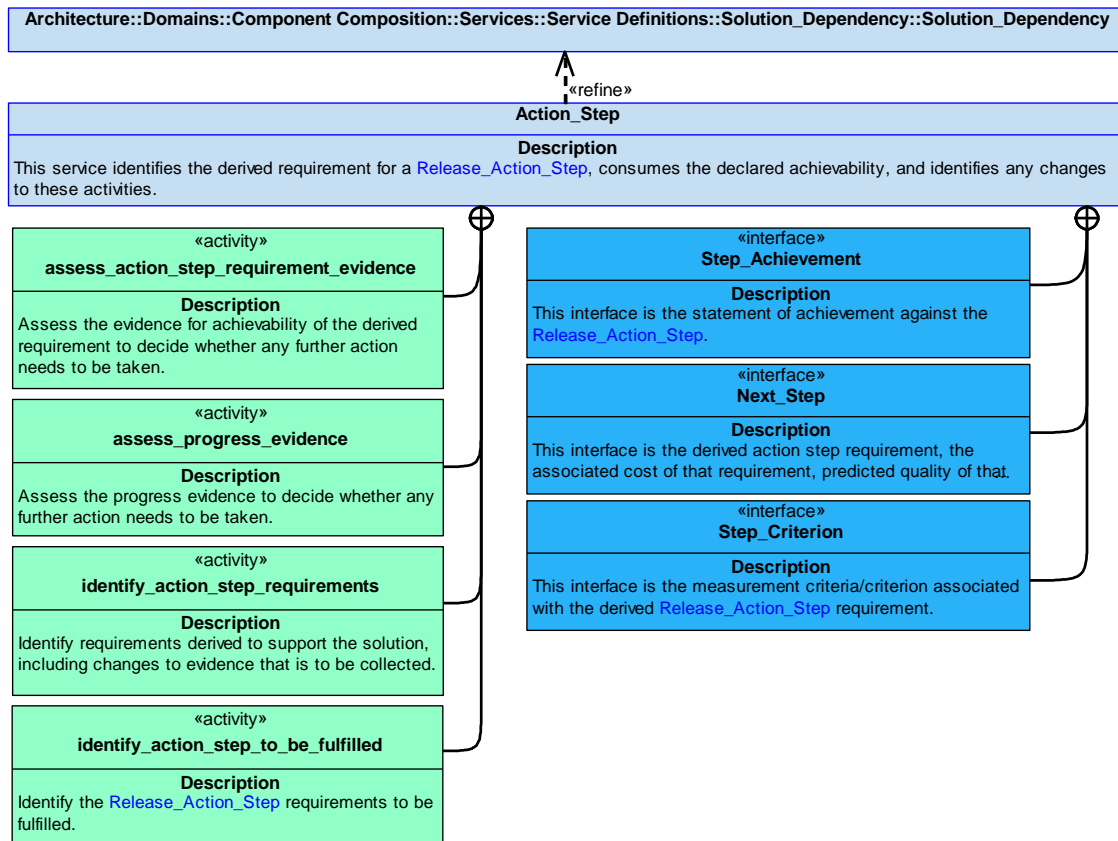 Architecture::Domains::Component Composition::Services::Service Definitions::Solution_Dependency::Solution_Dependency
«refine»
Action_Step
Description
This service identifies the derived requirement for a Release_Action_Step, consumes the declared achievability, and identifies any changes
to these activities.
«activity»
assess_action_step_requirement_evidence
Description
Assess the evidence for achievability of the derived
requirement to decide whether any further action
needs to be taken.
«activity»
assess_progress_evidence
Description
Assess the progress evidence to decide whether any
further action needs to be taken.
«activity»
identify_action_step_requirements
Description
Identify requirements derived to support the solution,
including changes to evidence that is to be collected.
«activity»
identify_action_step_to_be_fulfilled
Description
Identify the Release_Action_Step requirements to be
fulfilled.
«interface»
Step_Achievement
Description
This interface is the statement of achievement against the
Release_Action_Step.
«interface»
Next_Step
Description
This interface is the derived action step requirement, the
associated cost of that requirement, predicted quality of that...
«interface»
Step_Criterion
Description
This interface is the measurement criteria/criterion associated
with the derived Release_Action_Step requirement.